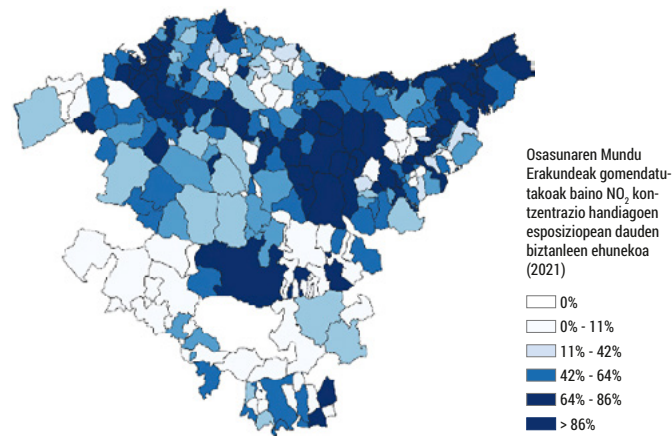 Osasunaren Mundu
Erakundeak gomendatu-
takoak baino NO₂ kon-
tzentrazio handiagoen
esposiziopean dauden
biztanleen ehunekoa
(2021)
0%
0% - 11%
11% - 42%
42% - 64%
64% - 86%
> 86%